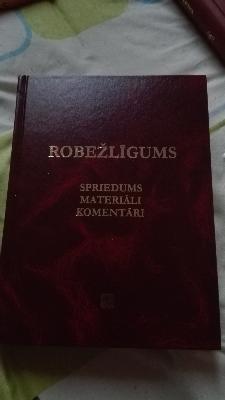 ROBEŽLĪGUMS
SPRIEDUMS
MATERIĀLI
KOMENTĀRI